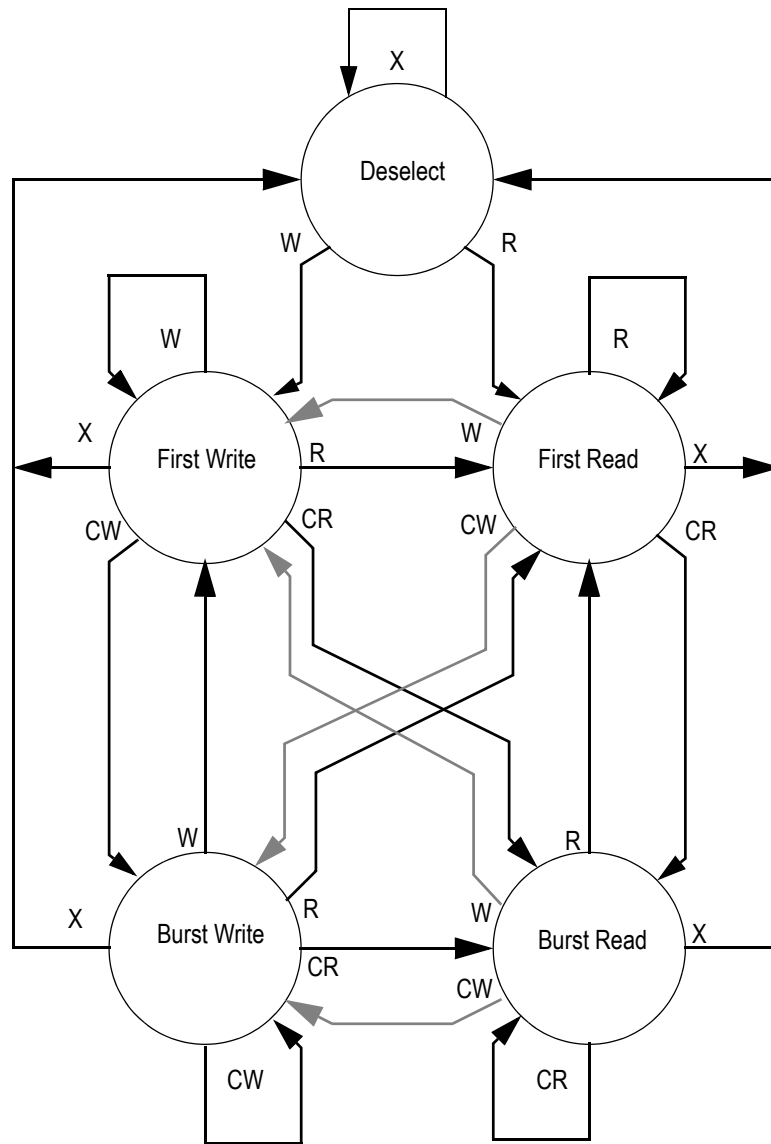 X
Deselect
W
R
W
R
X
W
First Write
R
First Read
X
CW
CR
CW
CR
W
R
X
R
W
X
Burst Write
Burst Read
CR
CW
CW
CR